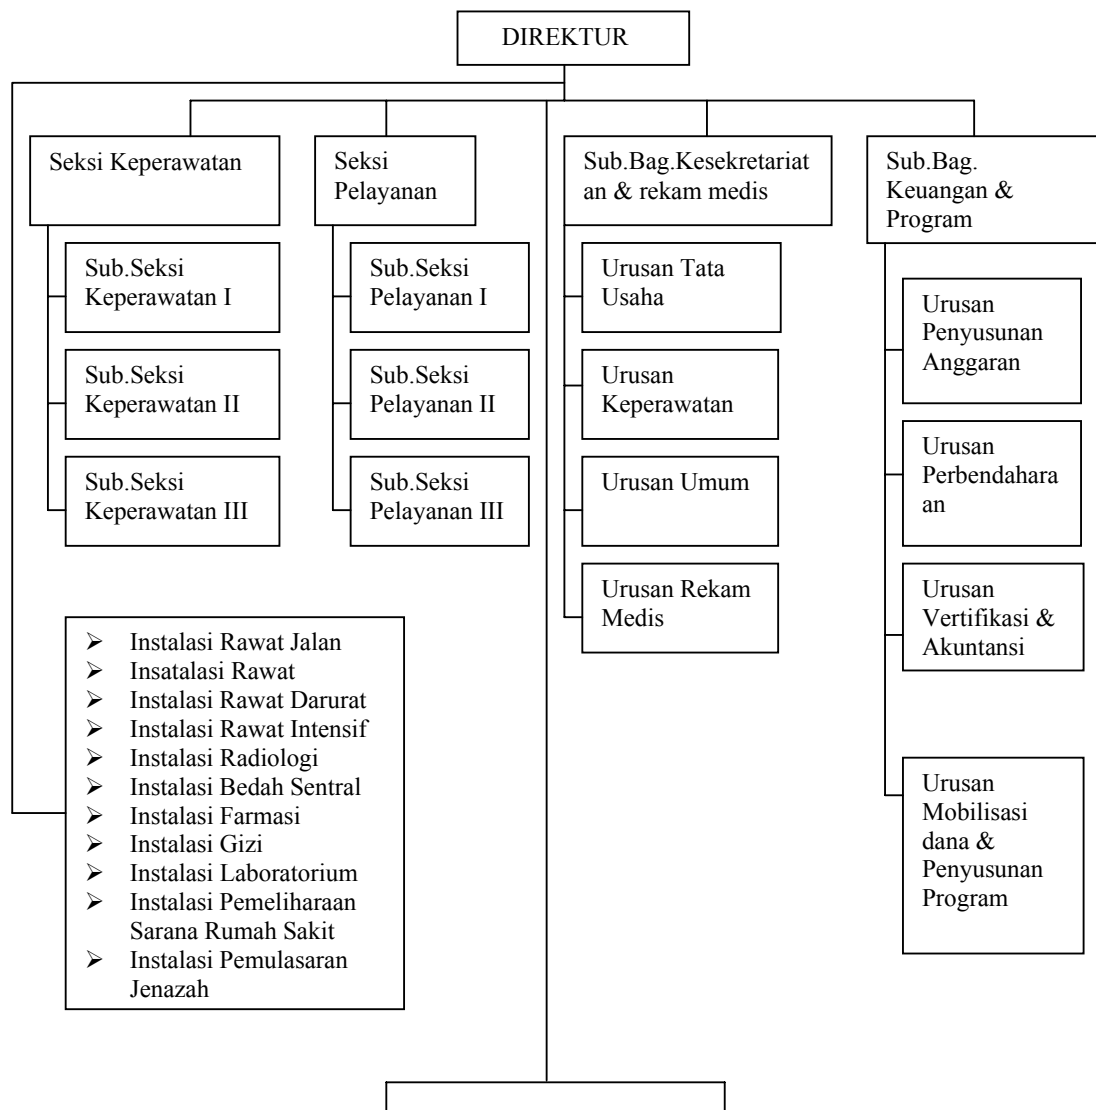 DIREKTUR
Seksi Keperawatan
Seksi
Pelayanan
Sub.Bag.Kesekretariat
an & rekam medis
Sub.Bag.
Keuangan &
Program
Sub.Seksi
Keperawatan I
Sub.Seksi
Keperawatan II
Sub.Seksi
Keperawatan III
Sub.Seksi
Pelayanan I
Sub.Seksi
Pelayanan II
Sub.Seksi
Pelayanan III
Urusan Tata
Usaha
Urusan
Keperawatan
Urusan Umum
Urusan Rekam
Medis
Urusan
Penyusunan
Anggaran
Urusan
Perbendahara
an
Urusan
Vertifikasi &
Akuntansi
Urusan
Mobilisasi
dana &
Penyusunan
Program
➢ Instalasi Rawat Jalan
➢ Insatalasi Rawat
➢ Instalasi Rawat Darurat
➢ Instalasi Rawat Intensif
➢ Instalasi Radiologi
➢ Instalasi Bedah Sentral
➢ Instalasi Farmasi
➢ Instalasi Gizi
➢ Instalasi Laboratorium
➢ Instalasi Pemeliharaan
Sarana Rumah Sakit
➢ Instalasi Pemulasaran
Jenazah